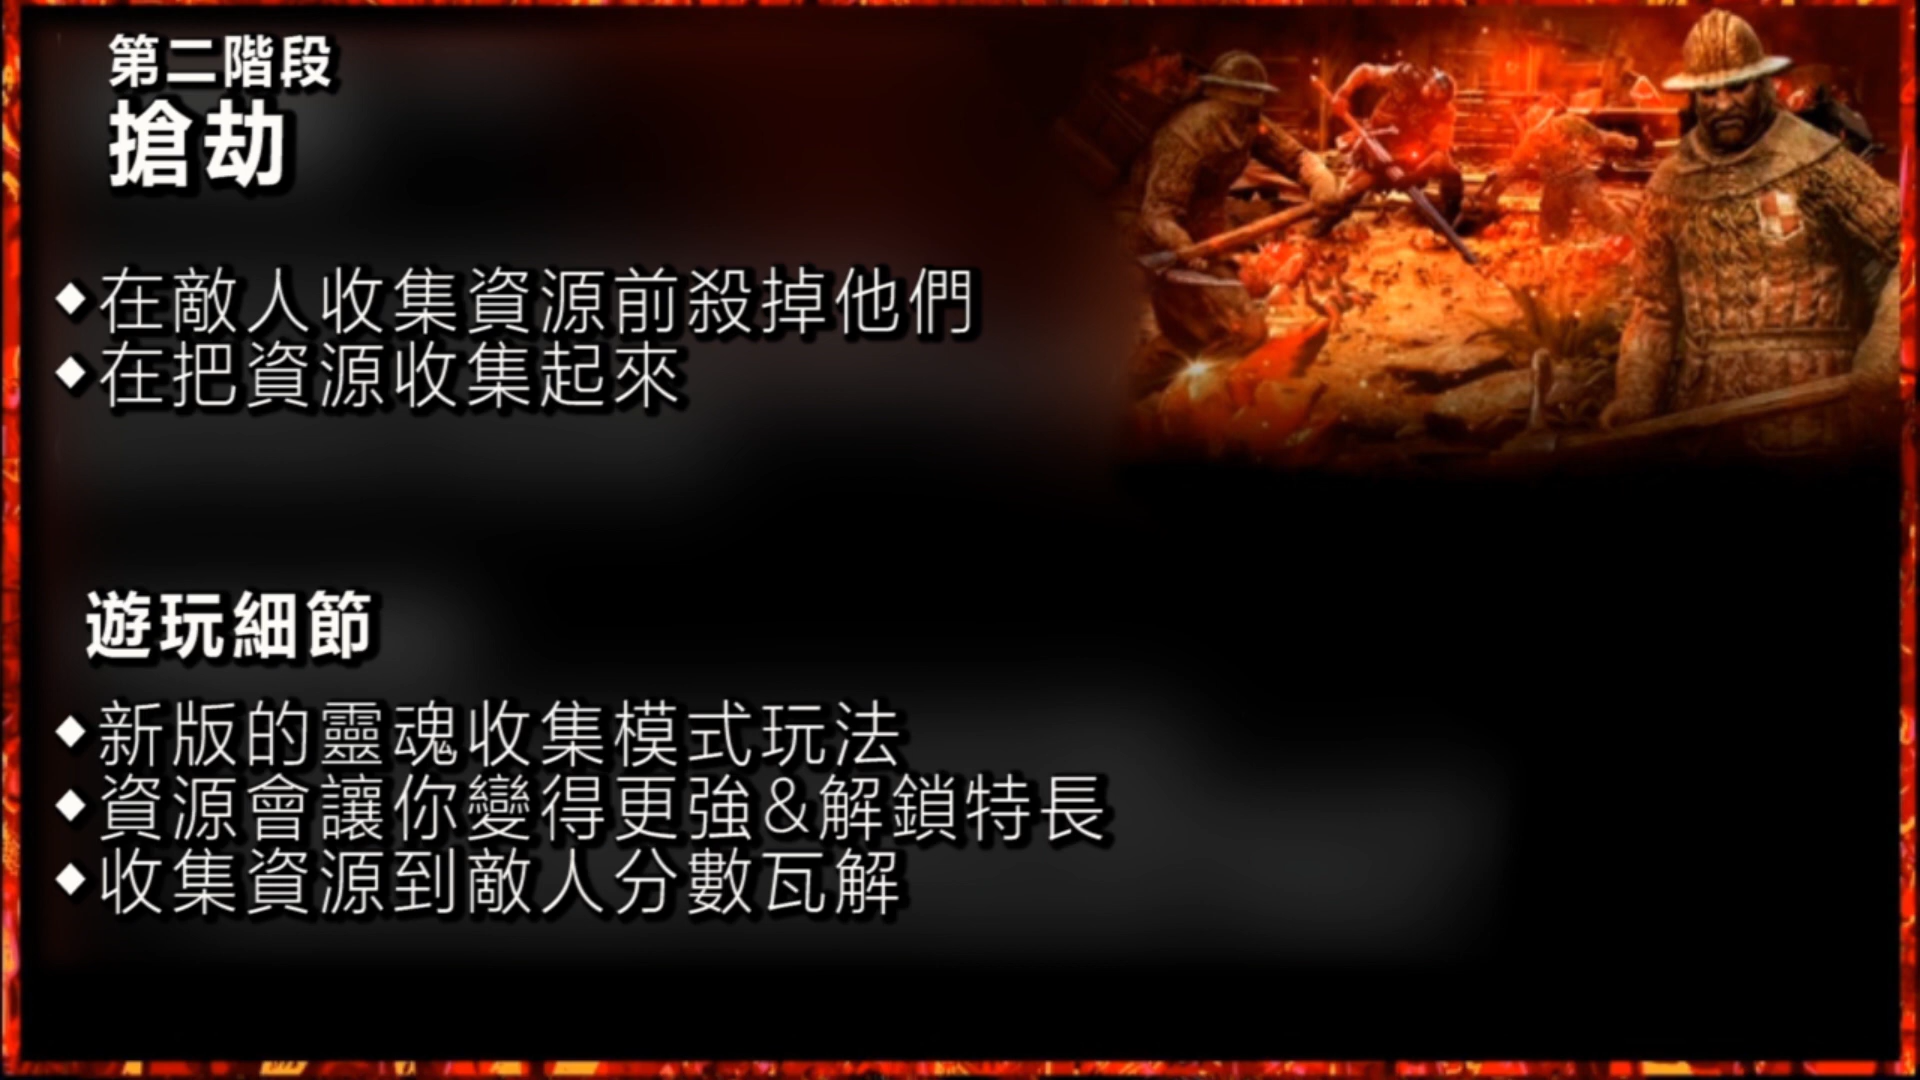 第二階段
搶劫
◆在敵人收集資源前殺掉他們
◆在把資源收集起來
遊玩細節
◆新版的靈魂收集模式玩法
◆資源會讓你變得更強&解鎖特長
◆收集資源到敵人分數瓦解